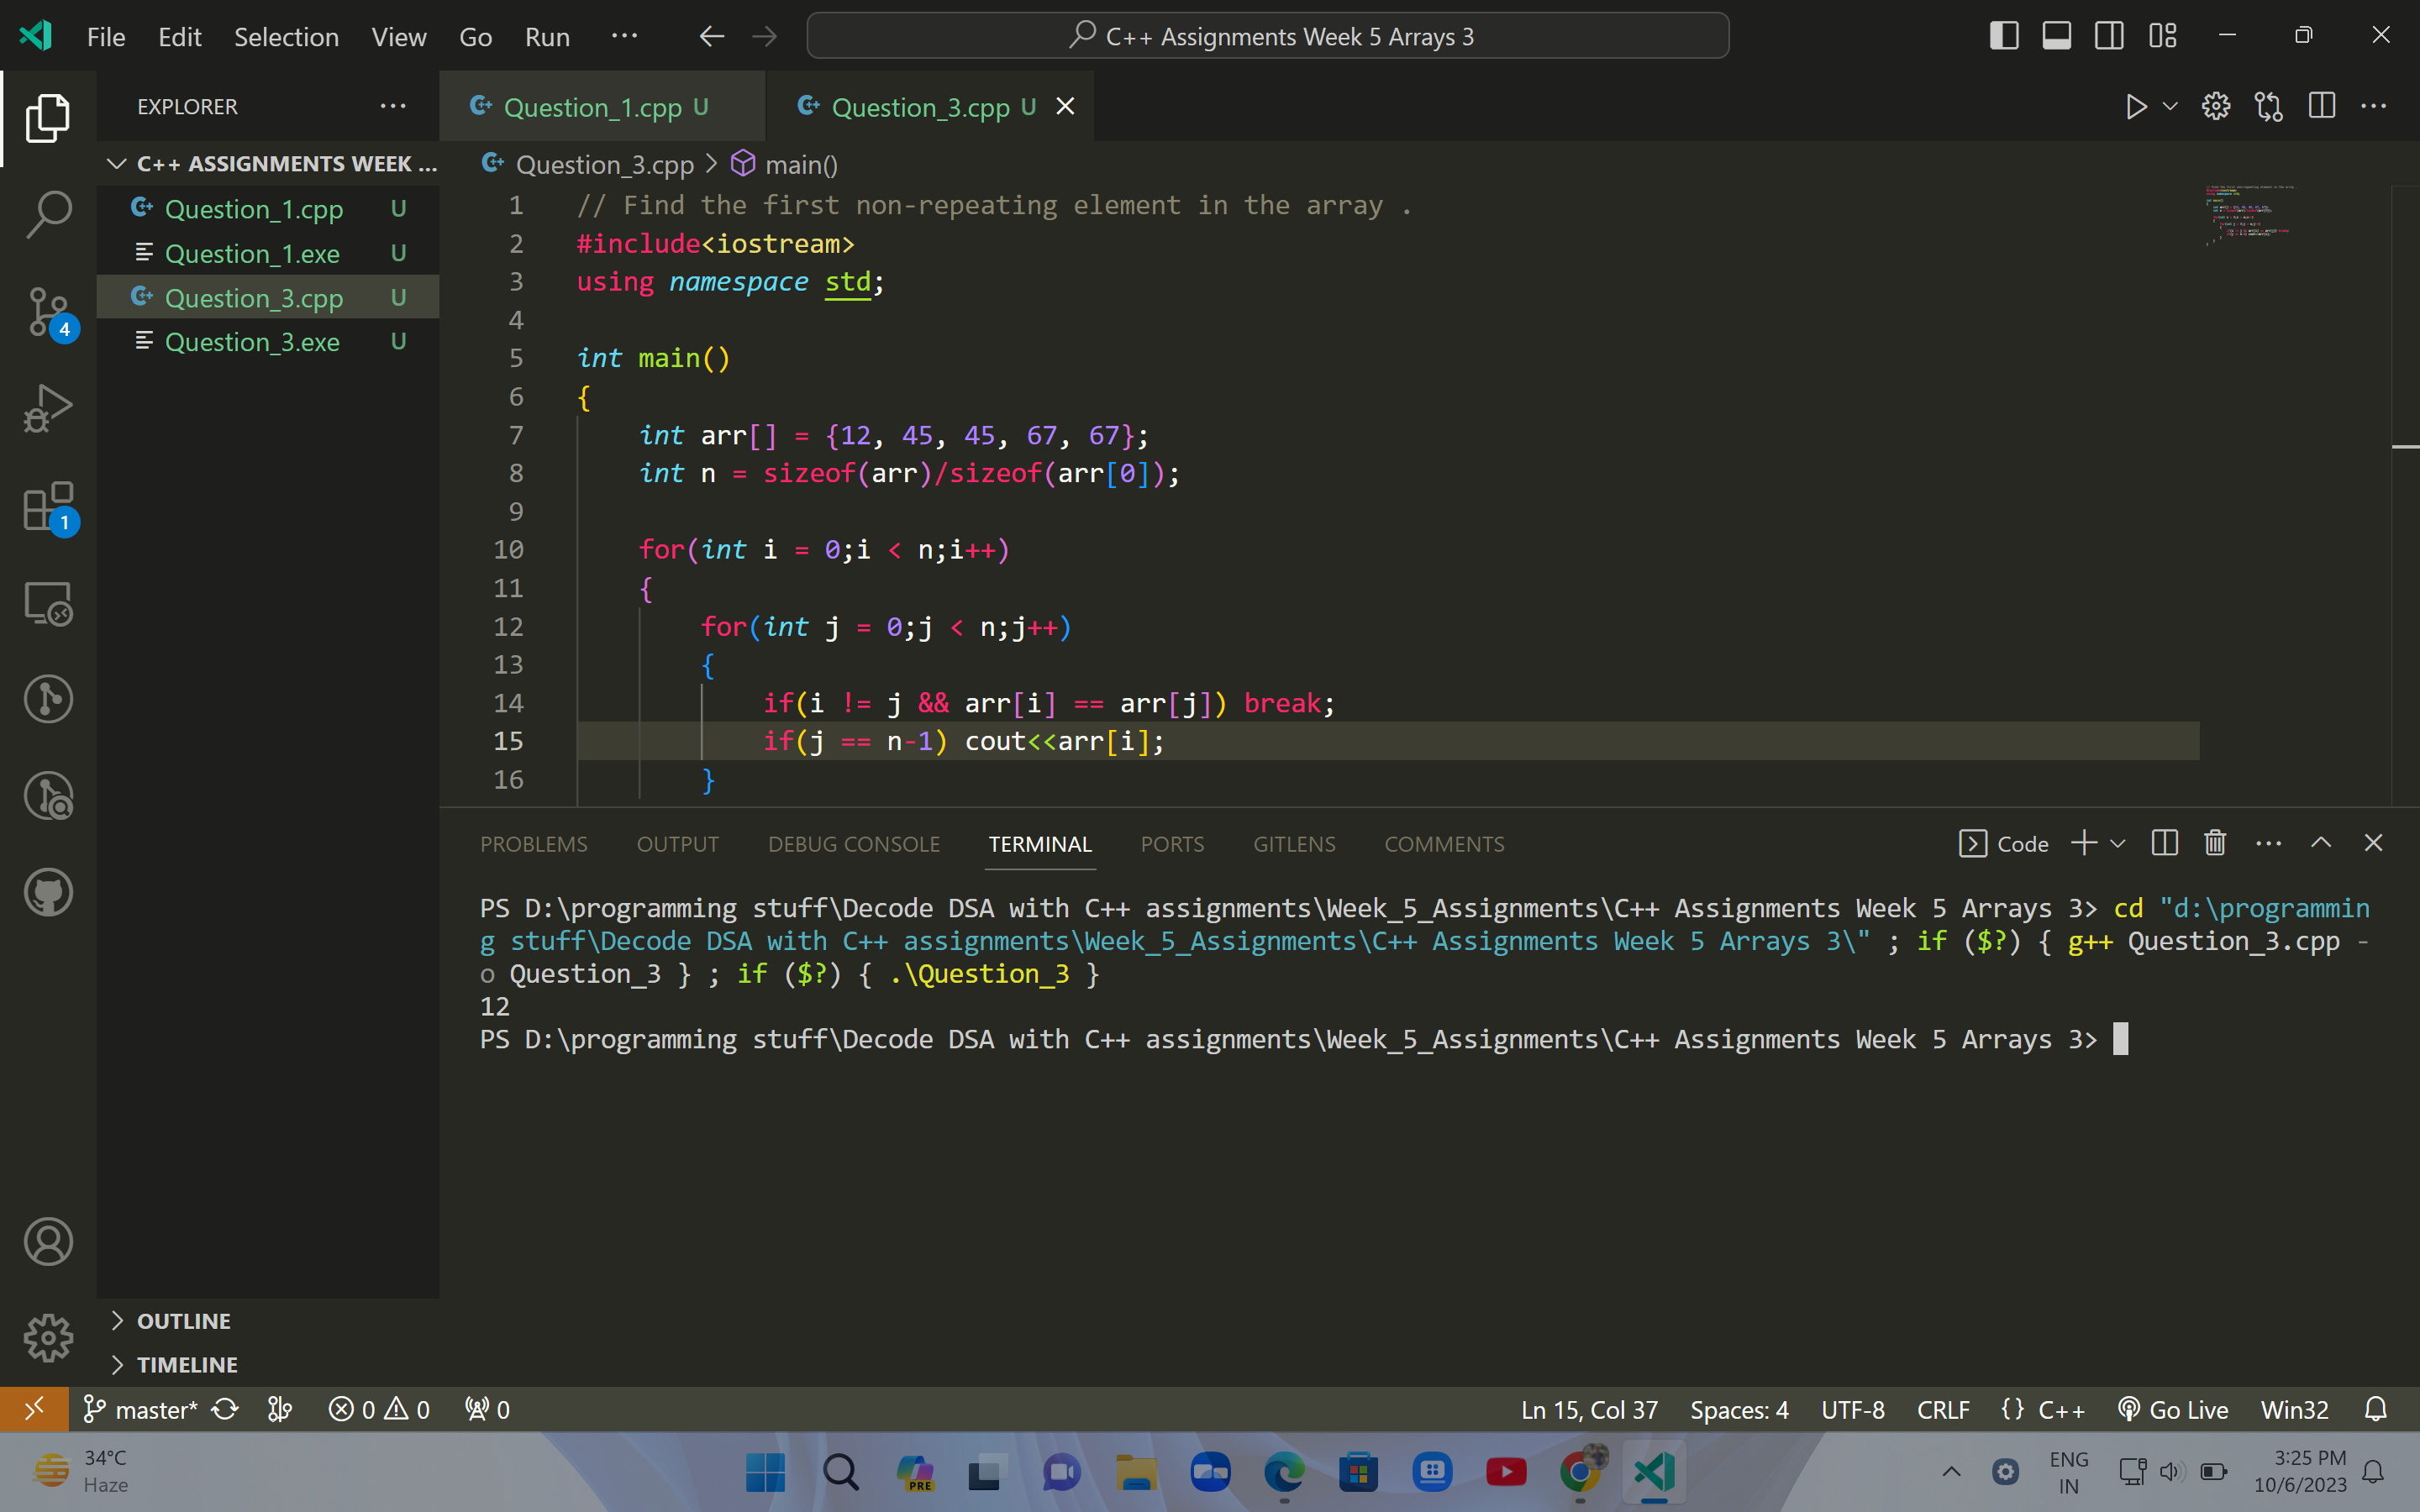 File Edit Selection View Go Run ··· C++ Assignments Week 5 Arrays 3
EXPLORER ···
C++ ASSIGNMENTS WEEK ...
Question_1.cpp U
Question_1.exe U
Question_3.cpp U
Question_3.exe U
4
1
OUTLINE
TIMELINE
Question_1.cpp U Question_3.cpp U
Question_3.cpp > main()
1 // Find the first non-repeating element in the array .
2 #include<iostream>
3 using namespace std;
4
5 int main()
6 {
7 int arr[] = {12, 45, 45, 67, 67};
8 int n = sizeof(arr)/sizeof(arr[0]);
9
10 for(int i = 0;i < n;i++)
11 {
12 for(int j = 0;j < n;j++)
13 {
14 if(i != j && arr[i] == arr[j]) break;
15 if(j == n-1) cout<<arr[i];
16 }
PROBLEMS OUTPUT DEBUG CONSOLE TERMINAL PORTS GITLENS COMMENTS Code
PS D:\programming stuff\Decode DSA with C++ assignments\Week_5_Assignments\C++ Assignments Week 5 Arrays 3> cd "d:\programmin
g stuff\Decode DSA with C++ assignments\Week_5_Assignments\C++ Assignments Week 5 Arrays 3\" ; if ($?) { g++ Question_3.cpp -
o Question_3 } ; if ($?) { .\Question_3 }
12
PS D:\programming stuff\Decode DSA with C++ assignments\Week_5_Assignments\C++ Assignments Week 5 Arrays 3>
master* 0 0 0 Ln 15, Col 37 Spaces: 4 UTF-8 CRLF {} C++ Go Live Win32
34°C
Haze
PRE
ENG
IN
3:25 PM
10/6/2023